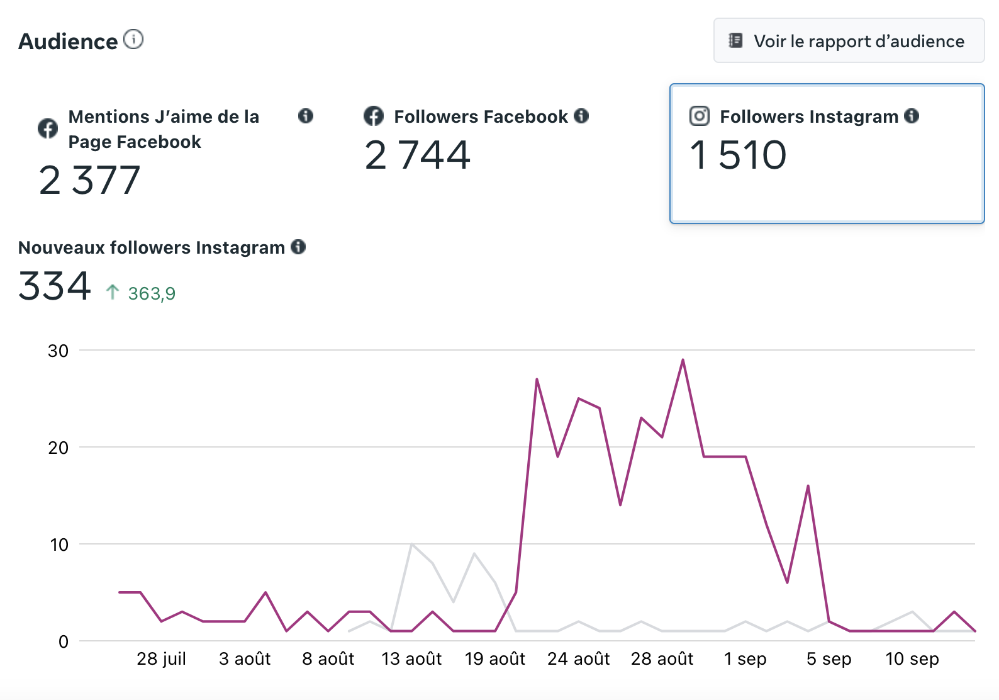 Audience
Voir le rapport d’audience
Mentions J’aime de la
Page Facebook
2 377
Followers Facebook
2 744
Followers Instagram
1 510
Nouveaux followers Instagram
334 ↑ 363,9
30
20
10
0
28 juil 3 août 8 août 13 août 19 août 24 août 28 août 1 sep 5 sep 10 sep